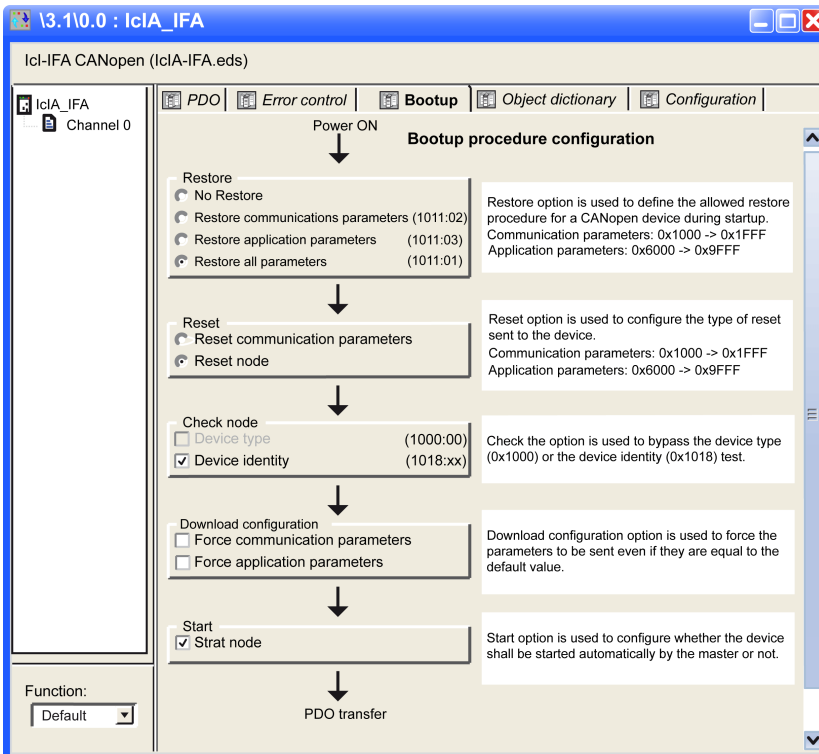 \3.1\0.0 : IcIA_IFA
IcI-IFA CANopen (IcIA-IFA.eds)
IcIA_IFA
Channel 0
PDO
Error control
Bootup
Object dictionary
Configuration
Power ON
Bootup procedure configuration
Restore
No Restore
Restore communications parameters (1011:02)
Restore application parameters (1011:03)
Restore all parameters (1011:01)
Restore option is used to define the allowed restore
procedure for a CANopen device during startup.
Communication parameters: 0x1000 -> 0x1FFF
Application parameters: 0x6000 -> 0x9FFF
Reset
Reset communication parameters
Reset node
Reset option is used to configure the type of reset
sent to the device.
Communication parameters: 0x1000 -> 0x1FFF
Application parameters: 0x6000 -> 0x9FFF
Check node
Device type (1000:00)
Device identity (1018:xx)
Check the option is used to bypass the device type
(0x1000) or the device identity (0x1018) test.
Download configuration
Force communication parameters
Force application parameters
Download configuration option is used to force the
parameters to be sent even if they are equal to the
default value.
Start
Strat node
Start option is used to configure whether the device
shall be started automatically by the master or not.
PDO transfer
Function:
Default